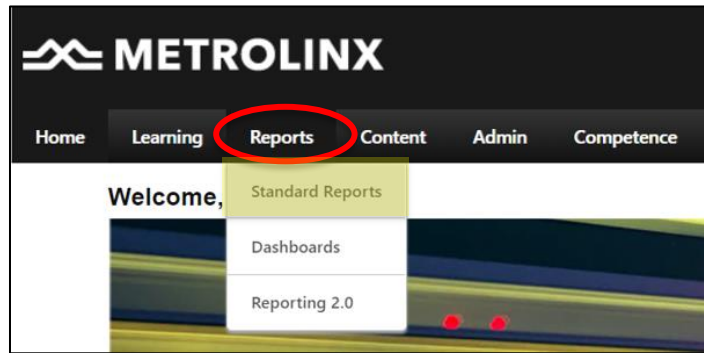 METROLINX
Home Learning Reports Content Admin Competence
Welcome,
Standard Reports
Dashboards
Reporting 2.0